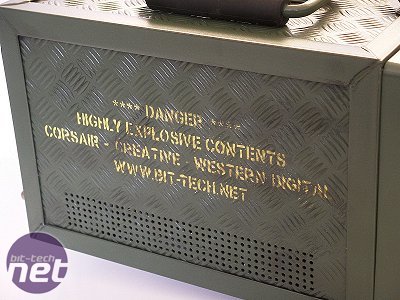 **** DANGER ****
HIGHLY EXPLOSIVE CONTENTS
CORSAIR - CREATIVE - WESTERN DIGITAL
WWW.BIT-TECH.NET
bit-tech
net